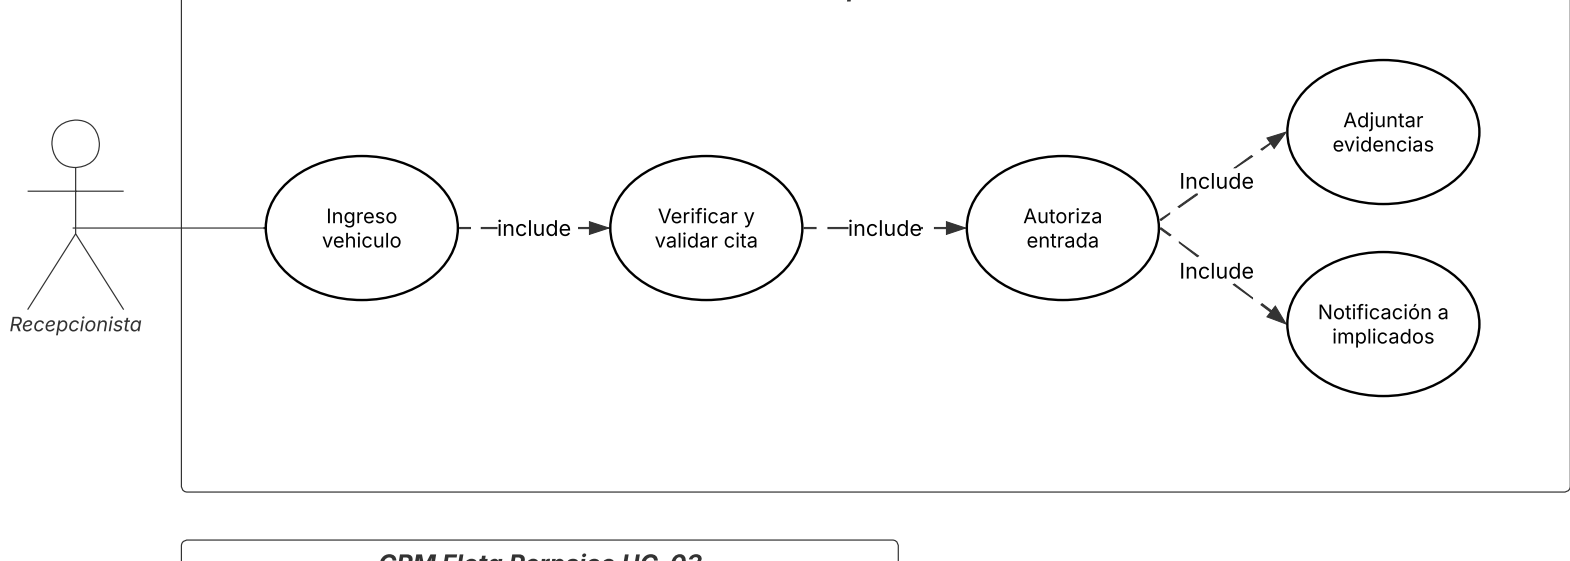 Recepcionista
Ingreso
vehiculo
include
Verificar y
validar cita
include
Autoriza
entrada
Include
Include
Adjuntar
evidencias
Notificación a
implicados